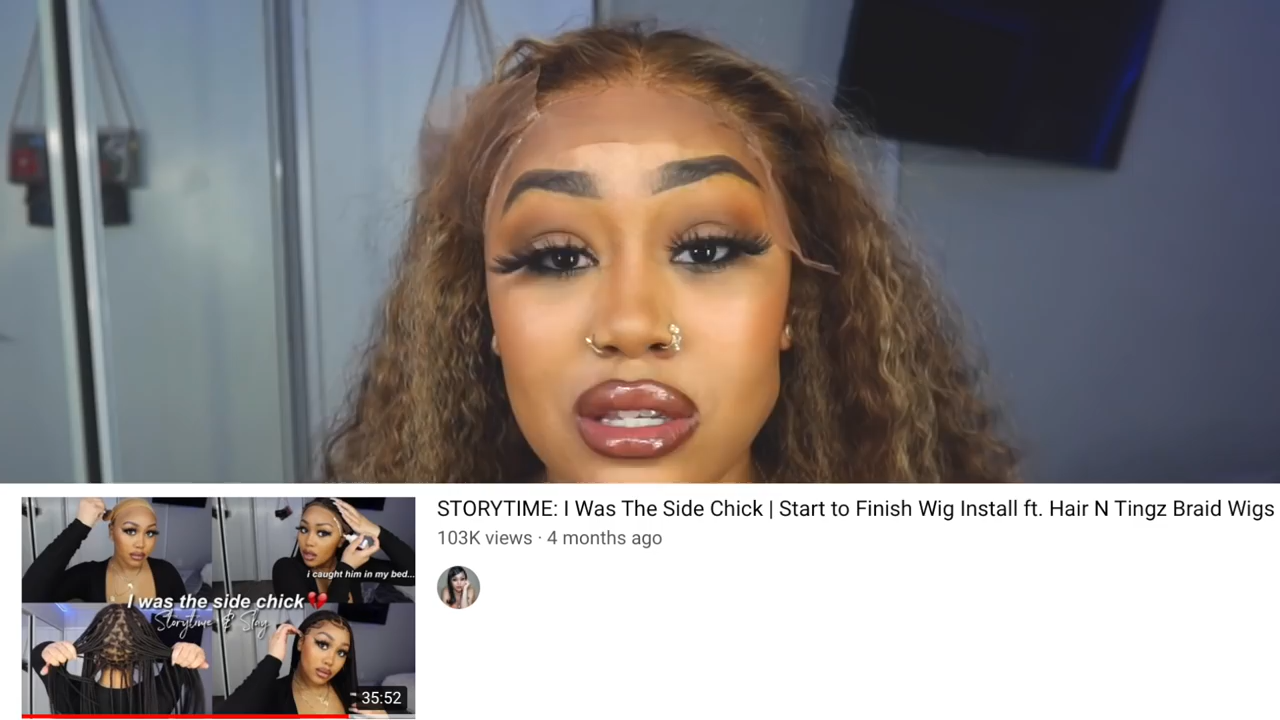 STORYTIME: I Was The Side Chick | Start to Finish Wig Install ft. Hair N Tingz Braid Wigs
103K views · 4 months ago
i caught him in my bed...
I was the side chick💔
Storytime & Slay
35:52